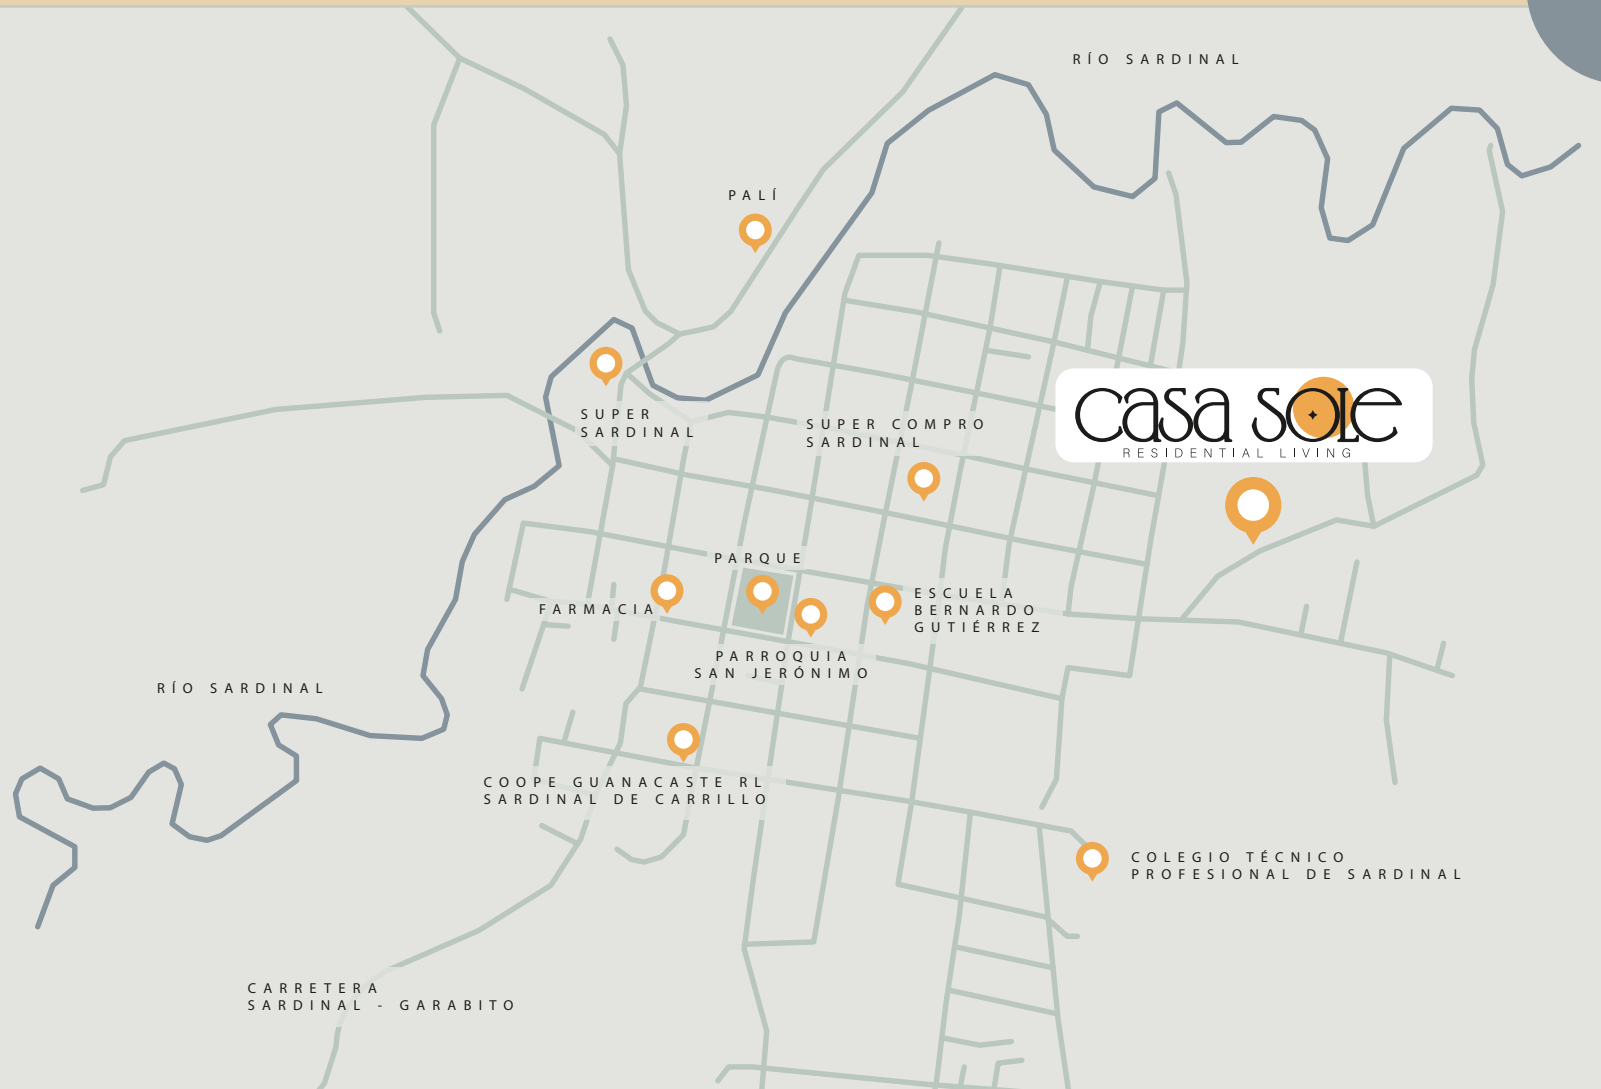 RÍO SARDINAL
PALÍ
SUPER
SARDINAL
SUPER COMPRO
SARDINAL
casa sole
RESIDENTIAL LIVING
PARQUE
FARMACIA
ESCUELA
BERNARDO
GUTIÉRREZ
PARROQUIA
SAN JERÓNIMO
RÍO SARDINAL
COOPE GUANACASTE RL
SARDINAL DE CARRILLO
COLEGIO TÉCNICO
PROFESIONAL DE SARDINAL
CARRETERA
SARDINAL - GARABITO